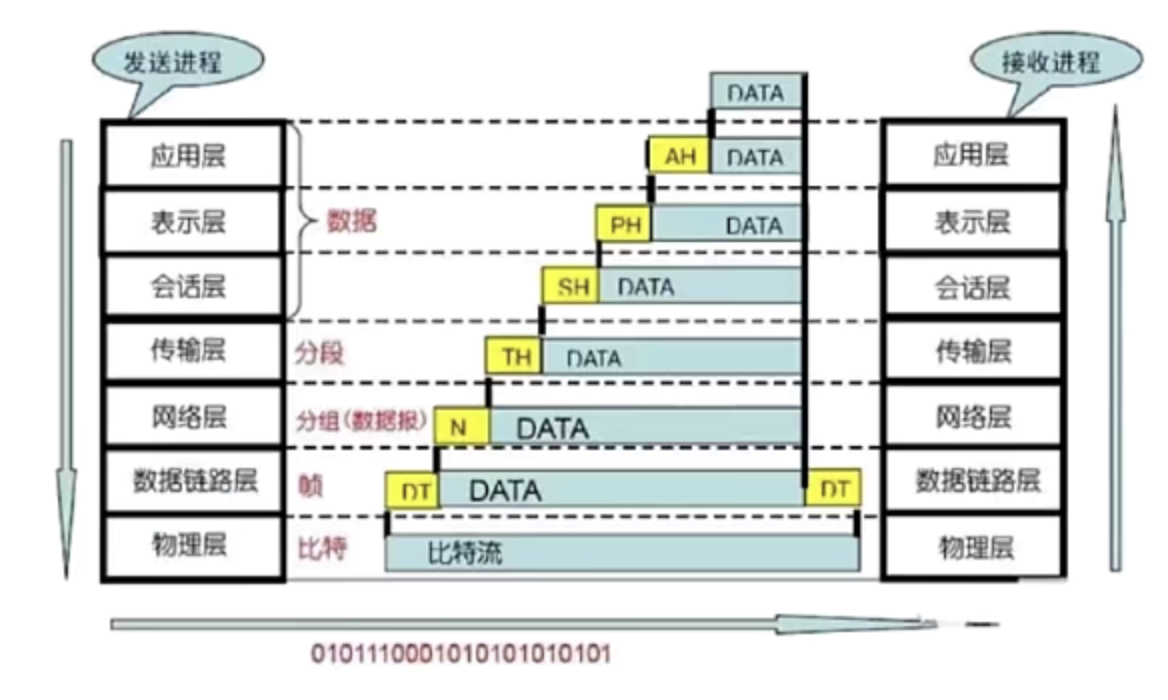 发送进程
接收进程
DATA
应用层
AH
DATA
应用层
表示层
数据
PH
DATA
表示层
会话层
SH
DATA
会话层
传输层
分段
TH
DATA
传输层
网络层
分组(数据报)
N
DATA
网络层
数据链路层
帧
DT
DATA
DT
数据链路层
物理层
比特
比特流
物理层
0101110001010101010101